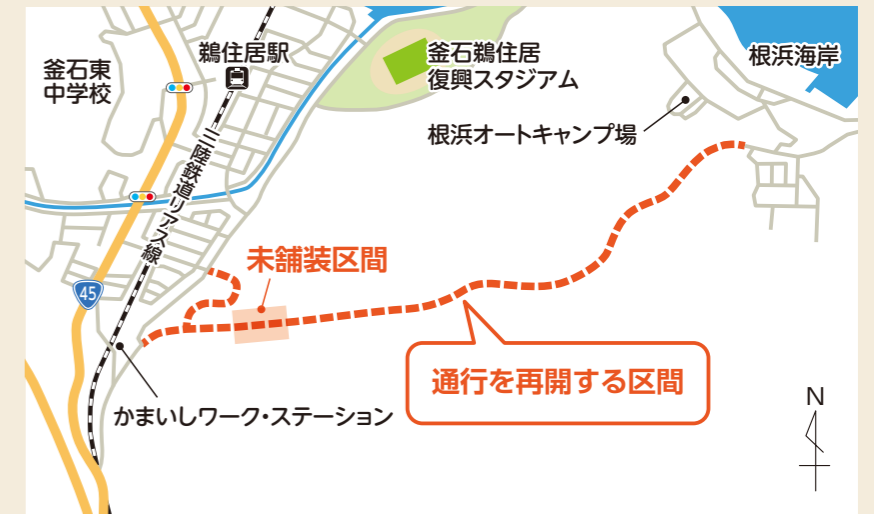 釜石東
中学校
鵜住居駅
釜石鵜住居
復興スタジアム
根浜海岸
根浜オートキャンプ場
三陸鉄道リアス線
未舗装区間
45
通行を再開する区間
かまいしワーク・ステーション
N